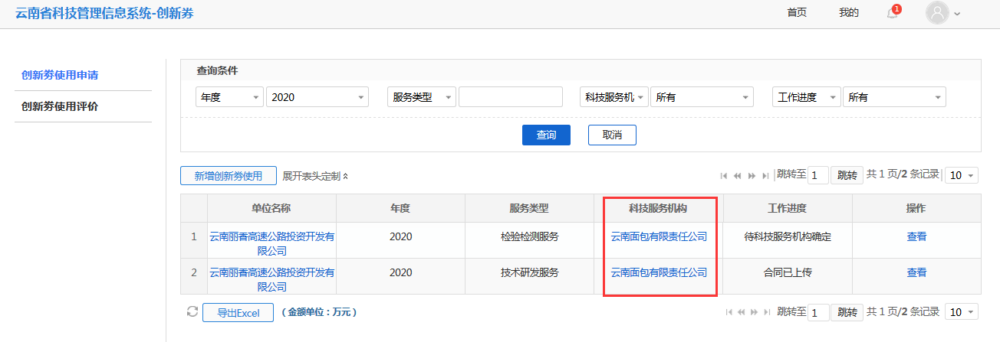 云南省科技管理信息系统-创新券
首页 我的 1
创新券使用申请
创新券使用评价
查询条件
年度 2020 服务类型 科技服务机 所有 工作进度 所有
查询 取消
新增创新券使用 展开表头定制 跳转至 1 跳转 共 1 页/2 条记录 10
单位名称 年度 服务类型 科技服务机构 工作进度 操作
1 云南丽香高速公路投资开发有 2020 检验检测服务 云南面包有限责任公司 待科技服务机构确定 查看
限公司
2 云南丽香高速公路投资开发有 2020 技术研发服务 云南面包有限责任公司 合同已上传 查看
限公司
导出Excel （金额单位：万元） 跳转至 1 跳转 共 1 页/2 条记录 10